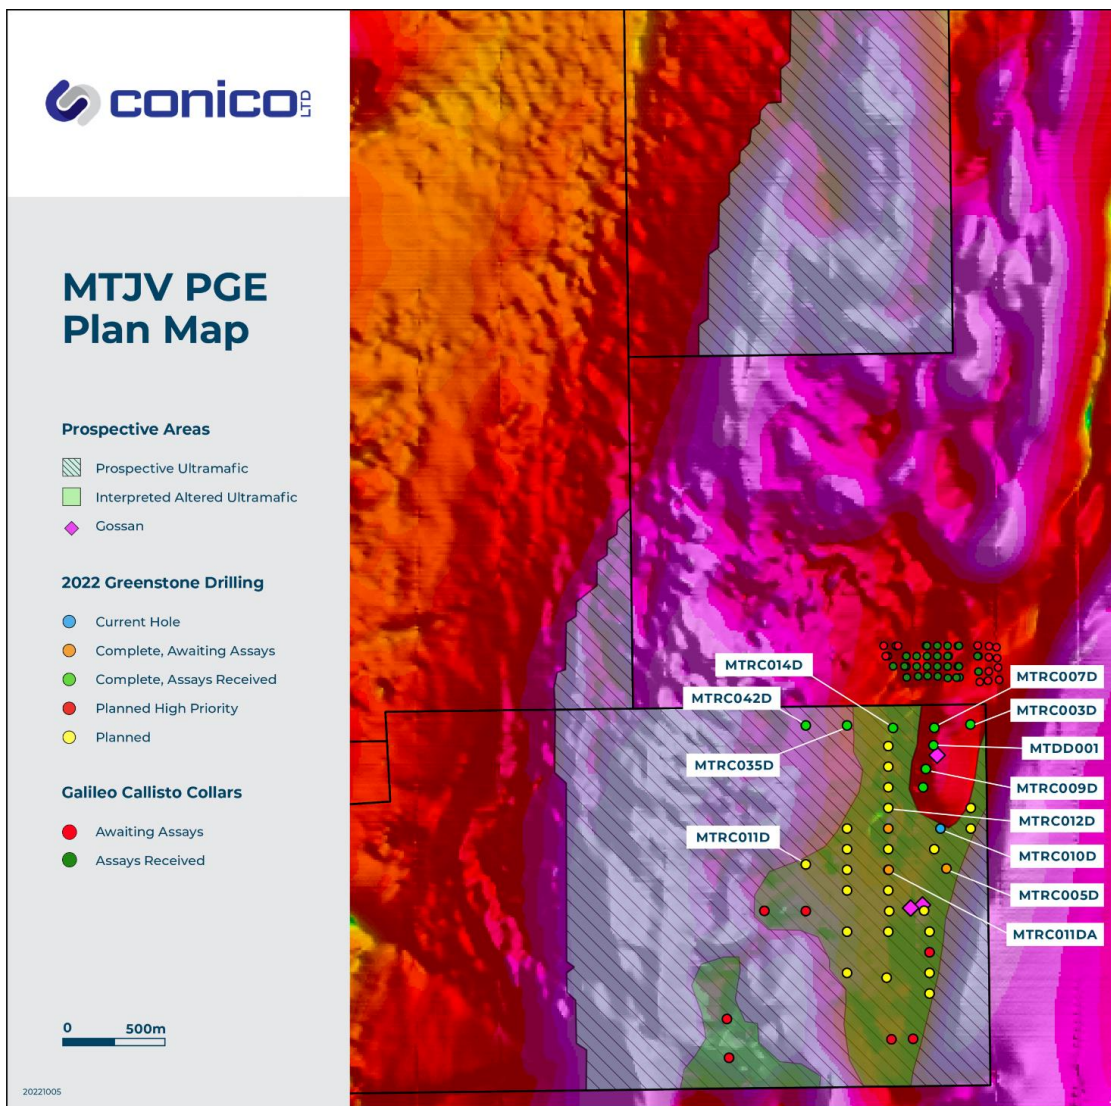 conico LTD
MTJV PGE
Plan Map
Prospective Areas
Prospective Ultramafic
Interpreted Altered Ultramafic
Gossan
2022 Greenstone Drilling
Current Hole
Complete, Awaiting Assays
Complete, Assays Received
Planned High Priority
Planned
Galileo Callisto Collars
Awaiting Assays
Assays Received
0 500m
20221005
MTRC014D
MTRC042D
MTRC035D
MTRC011D
MTRC007D
MTRC003D
MTDD001
MTRC009D
MTRC012D
MTRC010D
MTRC005D
MTRC011DA